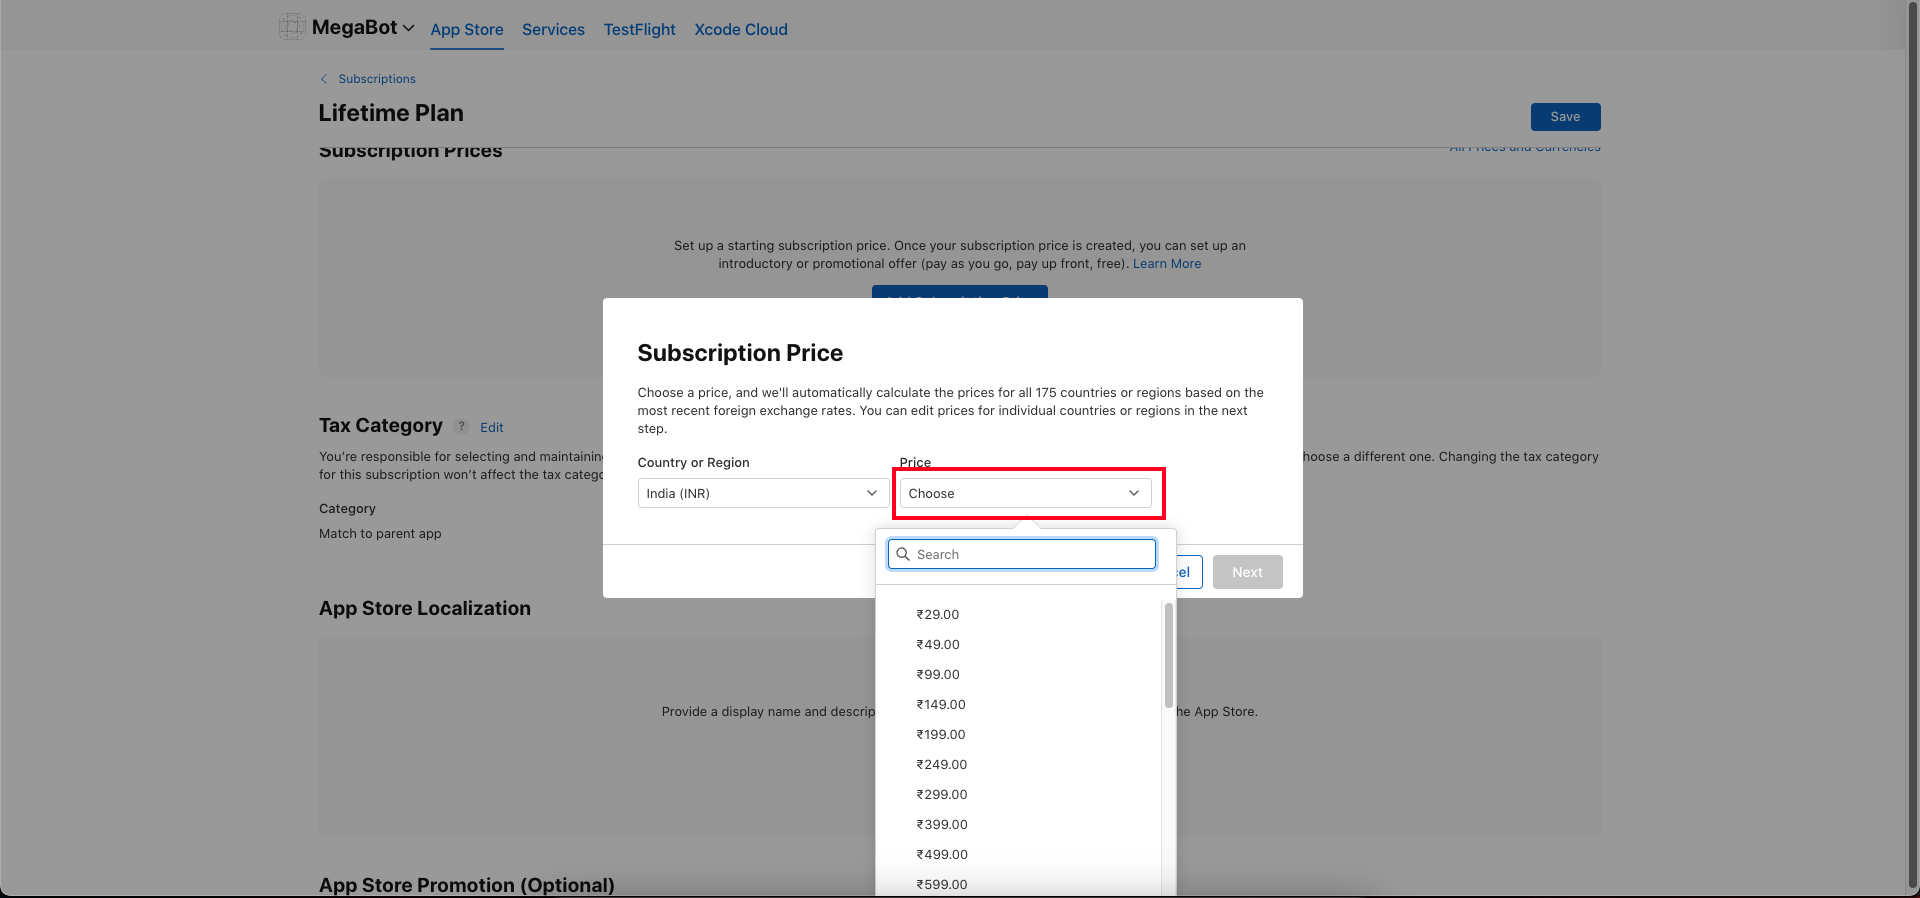 MegaBot
App Store
Services
TestFlight
Xcode Cloud
Subscriptions
Lifetime Plan
Save
Subscription Prices
All Prices and Currencies
Set up a starting subscription price. Once your subscription price is created, you can set up an
introductory or promotional offer (pay as you go, pay up front, free). Learn More
Subscription Price
Choose a price, and we'll automatically calculate the prices for all 175 countries or regions based on the
most recent foreign exchange rates. You can edit prices for individual countries or regions in the next
step.
Country or Region
Price
India (INR)
Choose
Search
cel
Next
₹29.00
₹49.00
₹99.00
₹149.00
₹199.00
₹249.00
₹299.00
₹399.00
₹499.00
₹599.00
Tax Category
?
Edit
You're responsible for selecting and maintainin
hoose a different one. Changing the tax category
for this subscription won't affect the tax catego
Category
Match to parent app
App Store Localization
Provide a display name and descrip
he App Store.
App Store Promotion (Optional)